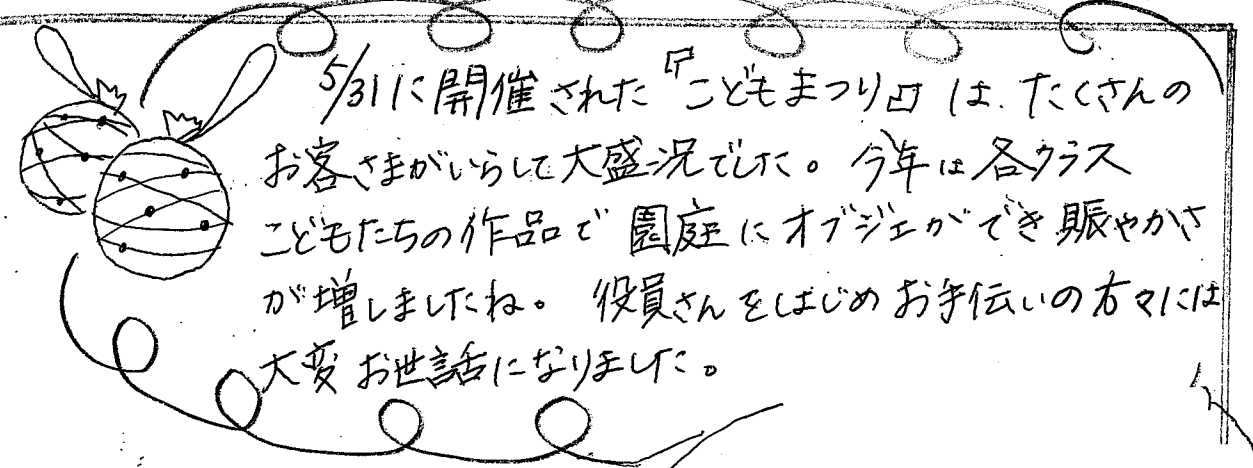 5/31に開催された『こどもまつり』は、たくさんの
お客さまがいらして大盛況でした。今年は各クラス
こどもたちの作品で園庭にオブジェができ賑やかさ
が増しましたね。役員さんをはじめお手伝いの方々には
大変お世話になりました。